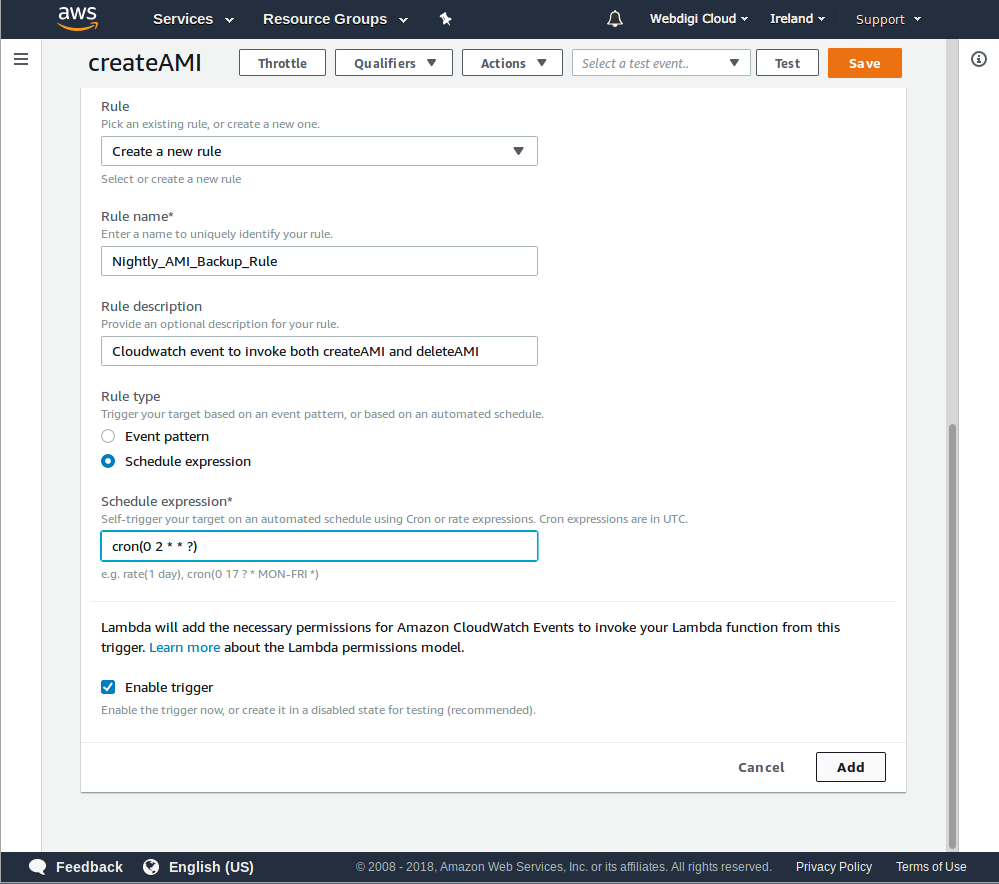 aws Services Resource Groups Webdigi Cloud Ireland Support
createAMI Throttle Qualifiers Actions Select a test event.. Test Save
Rule
Pick an existing rule, or create a new one.
Create a new rule
Select or create a new rule
Rule name*
Enter a name to uniquely identify your rule.
Nightly_AMI_Backup_Rule
Rule description
Provide an optional description for your rule.
Cloudwatch event to invoke both createAMI and deleteAMI
Rule type
Trigger your target based on an event pattern, or based on an automated schedule.
Event pattern
Schedule expression
Schedule expression*
Self-trigger your target on an automated schedule using Cron or rate expressions. Cron expressions are in UTC.
cron(0 2 * * ?)
e.g. rate(1 day), cron(0 17 ? * MON-FRI *)
Lambda will add the necessary permissions for Amazon CloudWatch Events to invoke your Lambda function from this
trigger. Learn more about the Lambda permissions model.
Enable trigger
Enable the trigger now, or create it in a disabled state for testing (recommended).
Cancel Add
Feedback English (US) © 2008 - 2018, Amazon Web Services, Inc. or its affiliates. All rights reserved. Privacy Policy Terms of Use